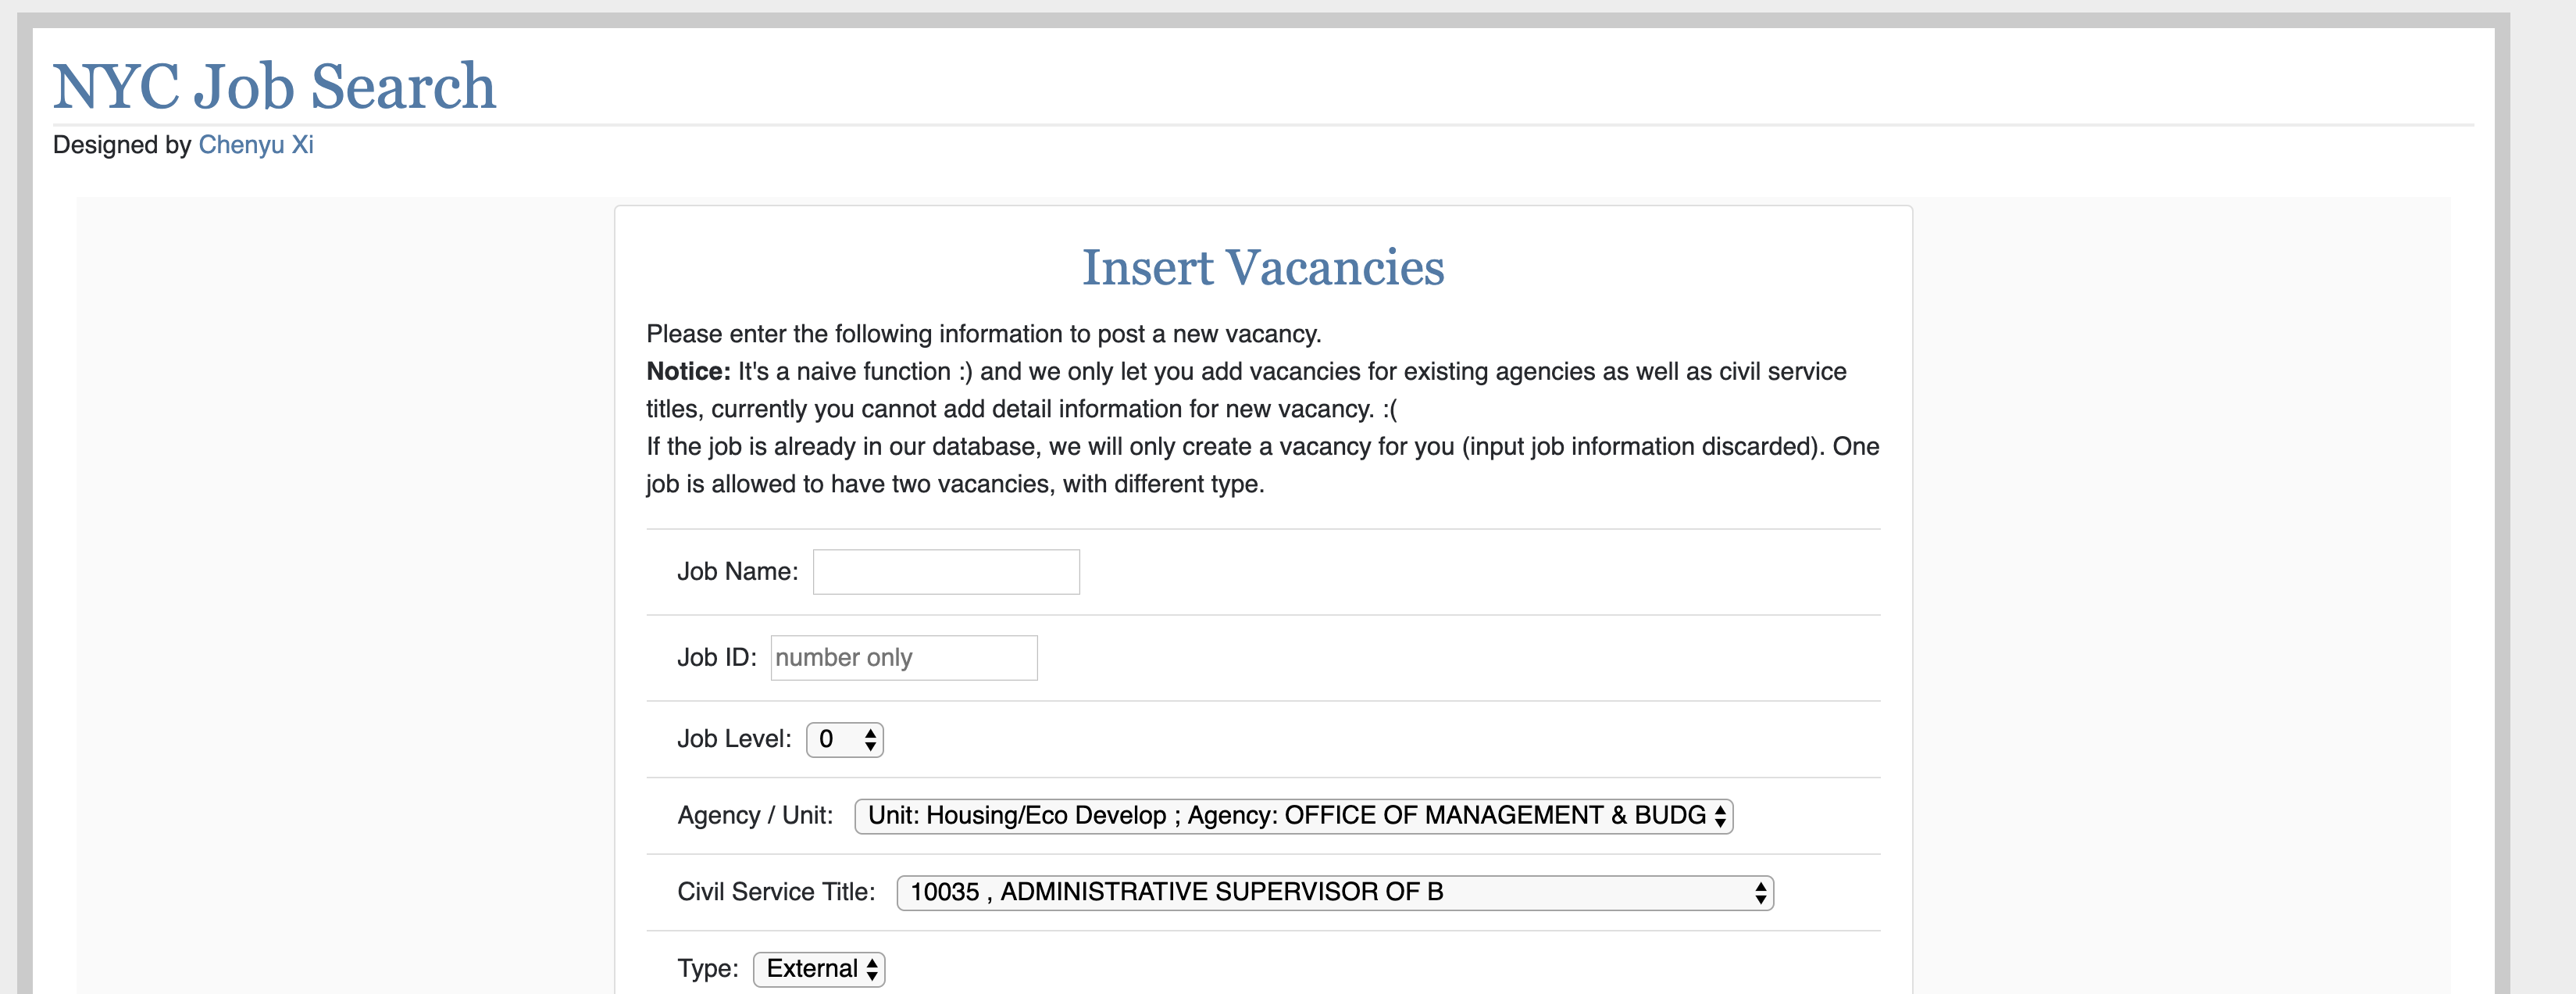 NYC Job Search
Designed by Chenyu Xi
Insert Vacancies
Please enter the following information to post a new vacancy.
Notice: It's a naive function :) and we only let you add vacancies for existing agencies as well as civil service
titles, currently you cannot add detail information for new vacancy. :(
If the job is already in our database, we will only create a vacancy for you (input job information discarded). One
job is allowed to have two vacancies, with different type.
Job Name:
Job ID: number only
Job Level: 0
Agency / Unit: Unit: Housing/Eco Develop ; Agency: OFFICE OF MANAGEMENT & BUDG
Civil Service Title: 10035 , ADMINISTRATIVE SUPERVISOR OF B
Type: External